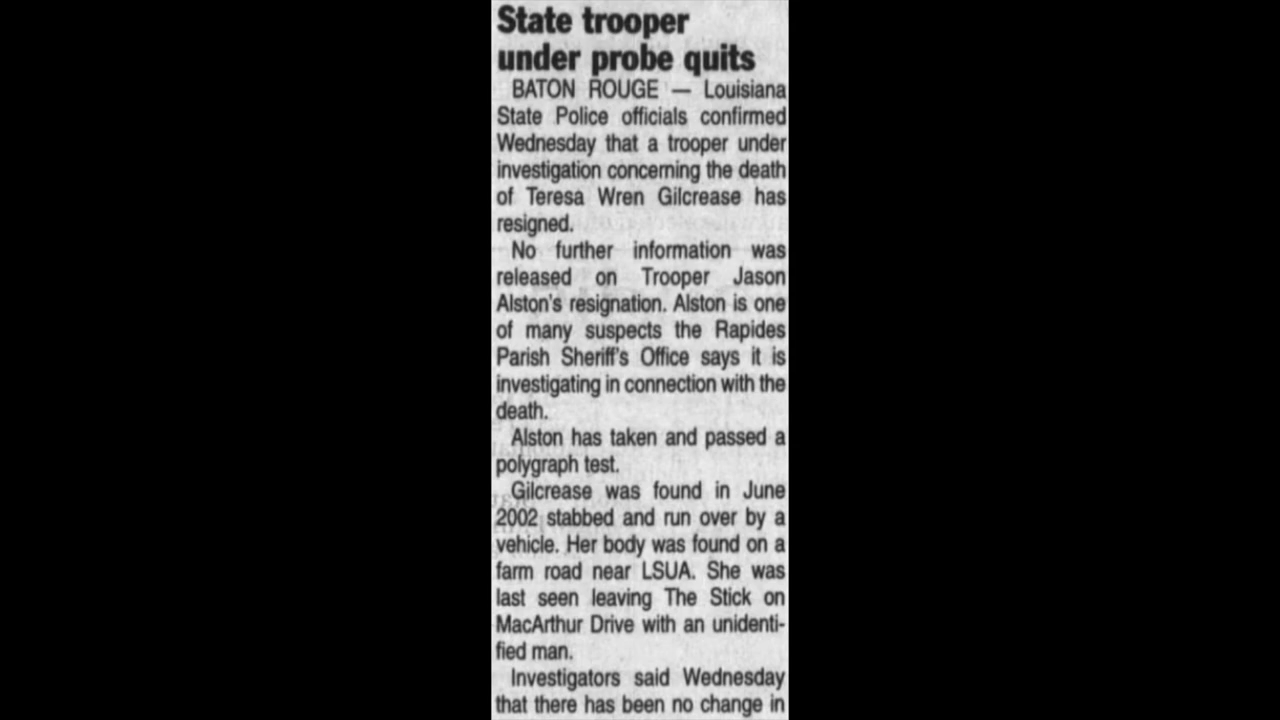 State trooper
under probe quits
BATON ROUGE — Louisiana
State Police officials confirmed
Wednesday that a trooper under
investigation concerning the death
of Teresa Wren Gilcrease has
resigned.
No further information was
released on Trooper Jason
Alston's resignation. Alston is one
of many suspects the Rapides
Parish Sheriff's Office says it is
investigating in connection with the
death.
Alston has taken and passed a
polygraph test.
Gilcrease was found in June
2002 stabbed and run over by a
vehicle. Her body was found on a
farm road near LSUA. She was
last seen leaving The Stick on
MacArthur Drive with an unidenti-
fied man.
Investigators said Wednesday
that there has been no change in